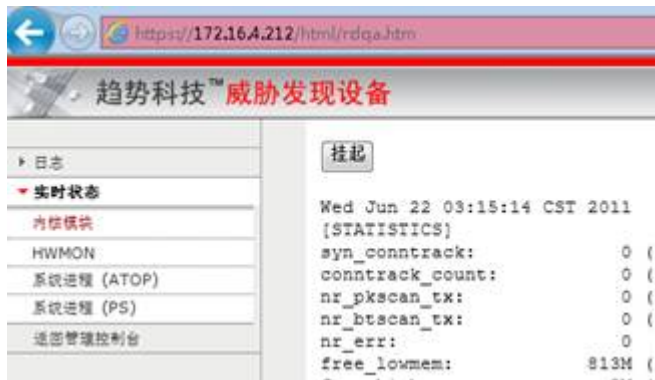 https://172.16.4.212/html/rdqa.htm
趋势科技™威胁发现设备
挂起
日志
实时状态
内核模块
HWMON
系统进程 (ATOP)
系统进程 (PS)
返回管理控制台
Wed Jun 22 03:15:14 CST 2011
[STATISTICS]
syn_conntrack: 0 (
conntrack_count: 0 (
nr_pkscan_tx: 0 (
nr_btscan_tx: 0 (
nr_err: 0
free_lowmem: 813M (